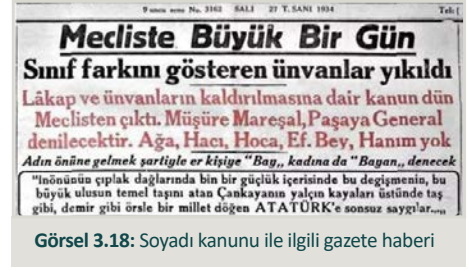 9 uncu sene No. 3162 SALI 27 T. SANI 1934 Tele
Mecliste Büyük Bir Gün
Sınıf farkını gösteren ünvanlar yıkıldı
Lâkap ve ünvanların kaldırılmasına dair kanun dün
Meclisten çıktı. Müşüre Mareşal, Paşaya General
denilecektir. Ağa, Hacı, Hoca, Ef. Bey, Hanım yok
Adın önüne gelmek şartiyle er kişiye "Bay,, kadına da "Bagan,, denecek
"Inönünün çıplak dağlarında bin bir güçlük içerisinde bu değişmenin, bu
büyük ulusun temel taşını atan Çankayanın yalçın kayaları üstünde taş
gibi, demir gibi örsle bir millet döğen ATATÜRK'e sonsuz saygılar..,,
Görsel 3.18: Soyadı kanunu ile ilgili gazete haberi